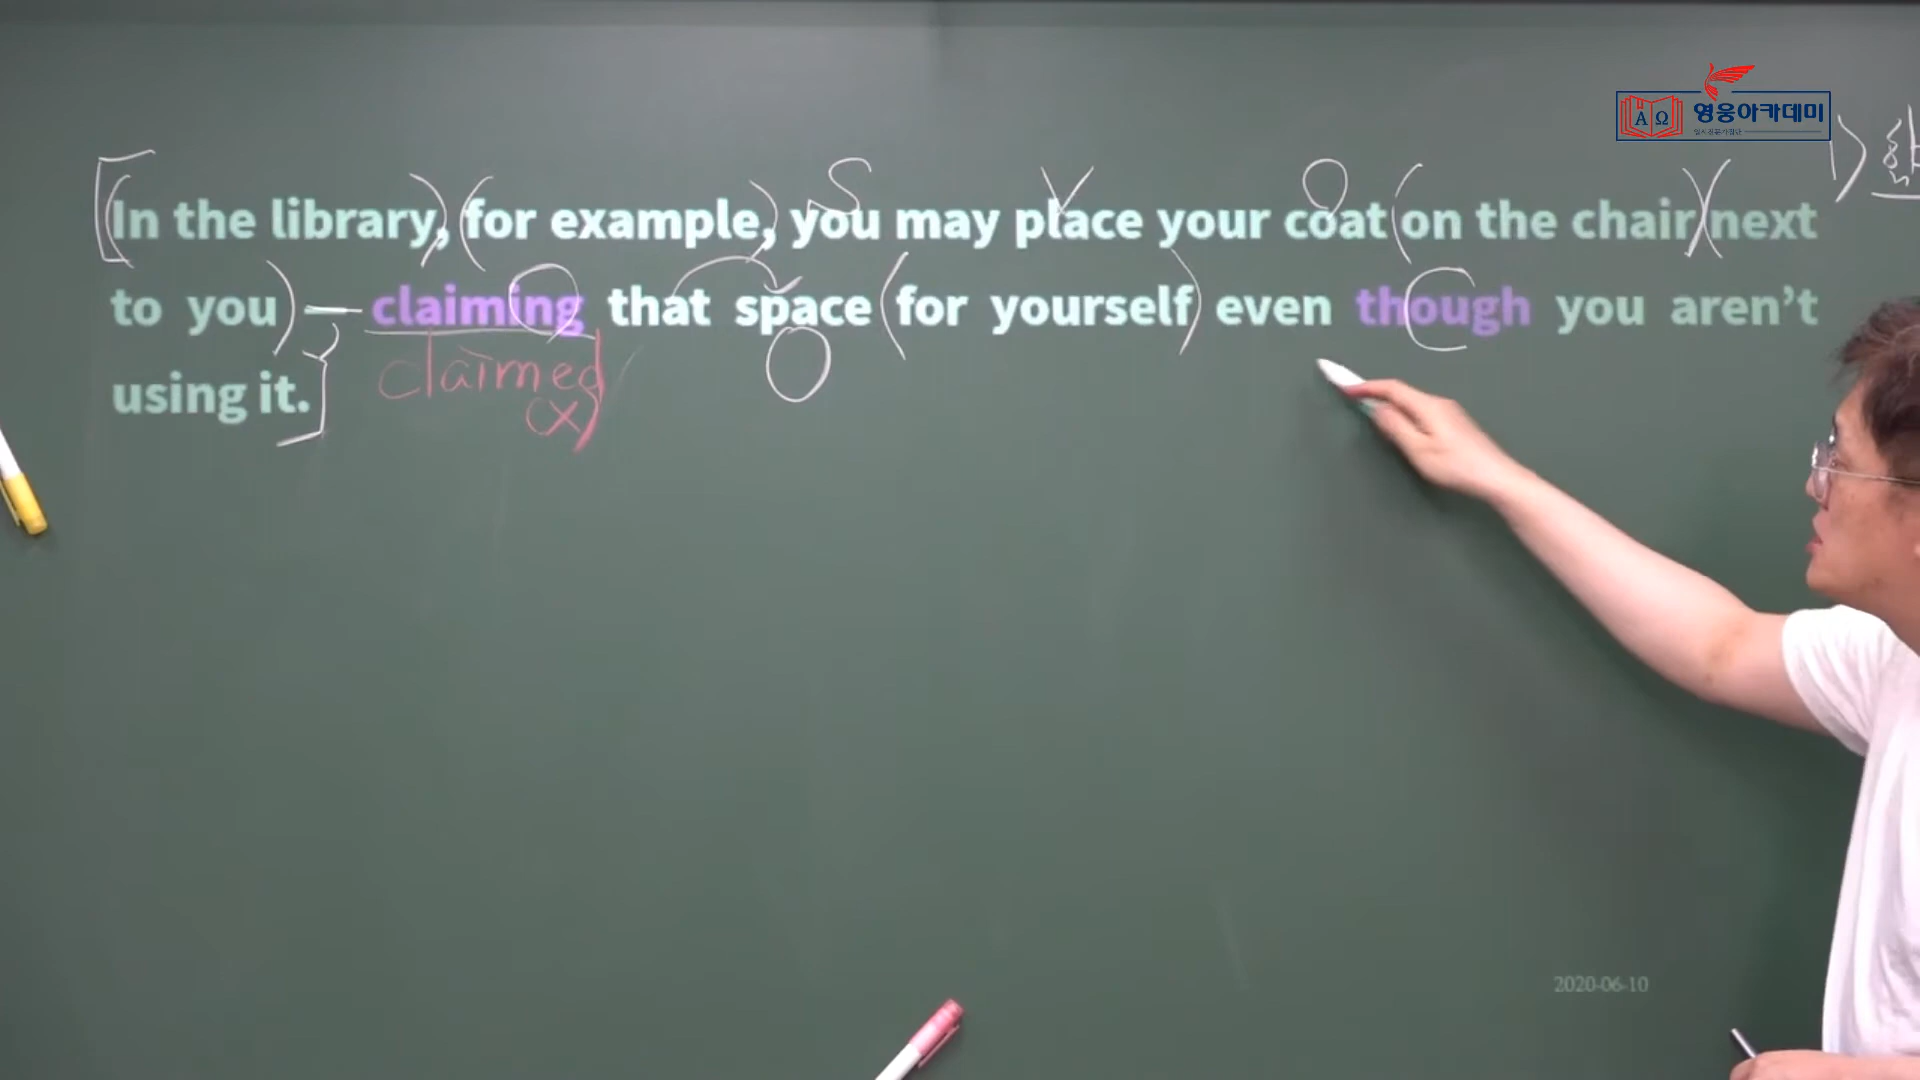 영웅아카데미
A Ω
1)
S V O
In the library, for example, you may place your coat on the chair next
to you — claiming that space for yourself even though you aren't
using it.
claimed
(x)
O
2020-06-10